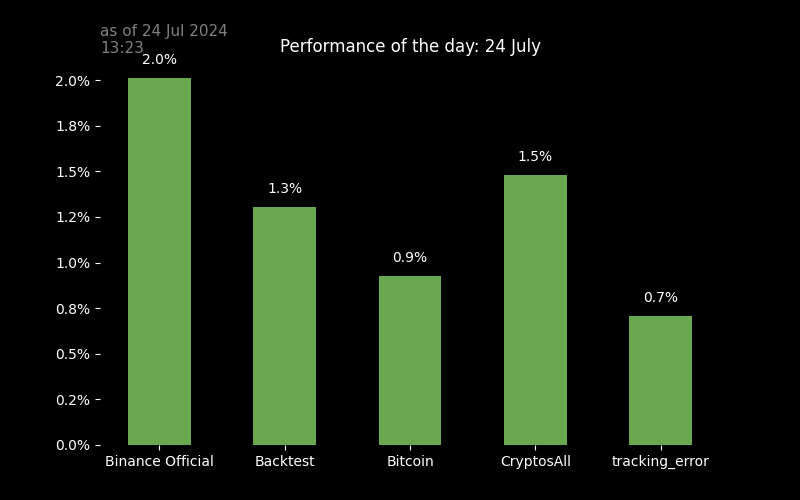 as of 24 Jul 2024
13:23
Performance of the day: 24 July
2.0%
1.3%
0.9%
1.5%
0.7%
2.0%
1.8%
1.5%
1.2%
1.0%
0.8%
0.5%
0.2%
0.0%
Binance Official
Backtest
Bitcoin
CryptosAll
tracking_error